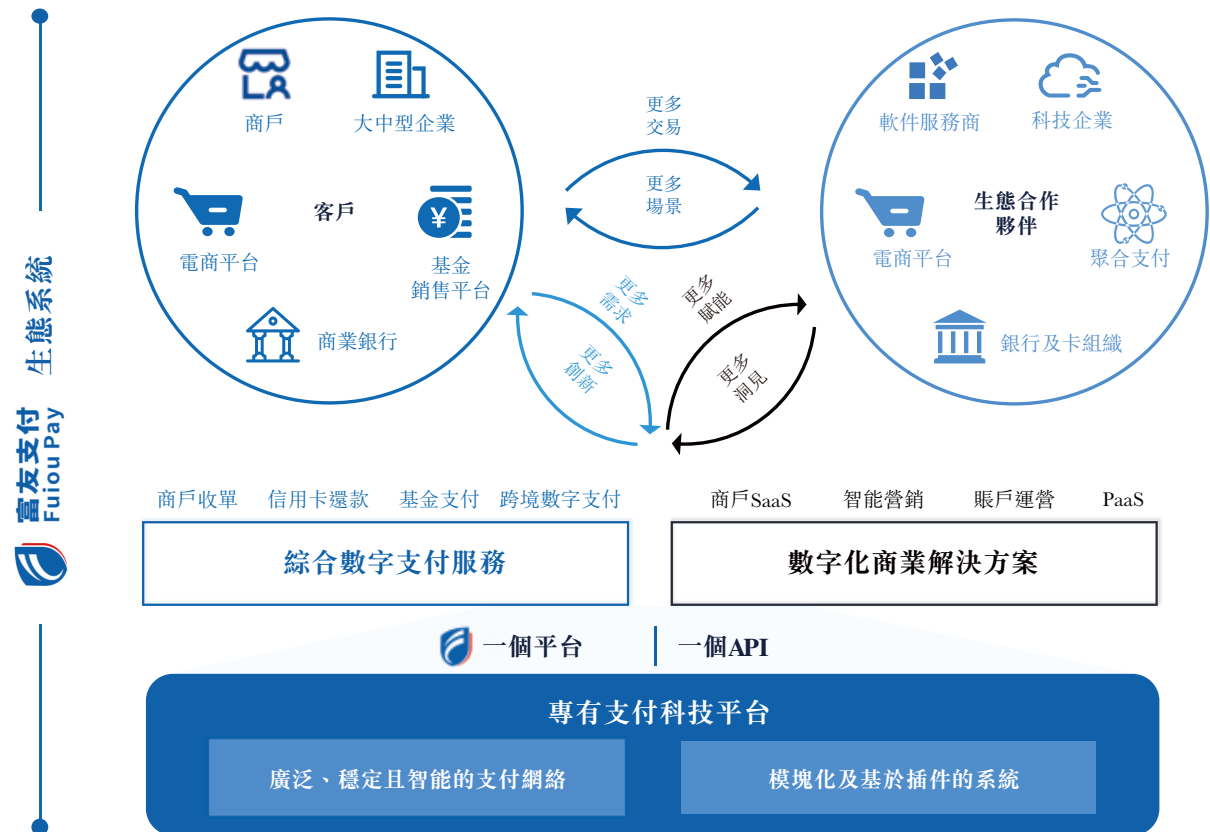 富友支付
Fuiou Pay
生態系統
商戶
大中型企業
電商平台
客戶
基金
銷售平台
商業銀行
更多
交易
更多
場景
軟件服務商
科技企業
電商平台
生態合作
夥伴
聚合支付
銀行及卡組織
更多
需求
更多
創新
更多
賦能
更多
洞見
商戶收單
信用卡還款
基金支付
跨境數字支付
綜合數字支付服務
商戶SaaS
智能營銷
賬戶運營
PaaS
數字化商業解決方案
一個平台
一個API
專有支付科技平台
廣泛、穩定且智能的支付網絡
模塊化及基於插件的系統